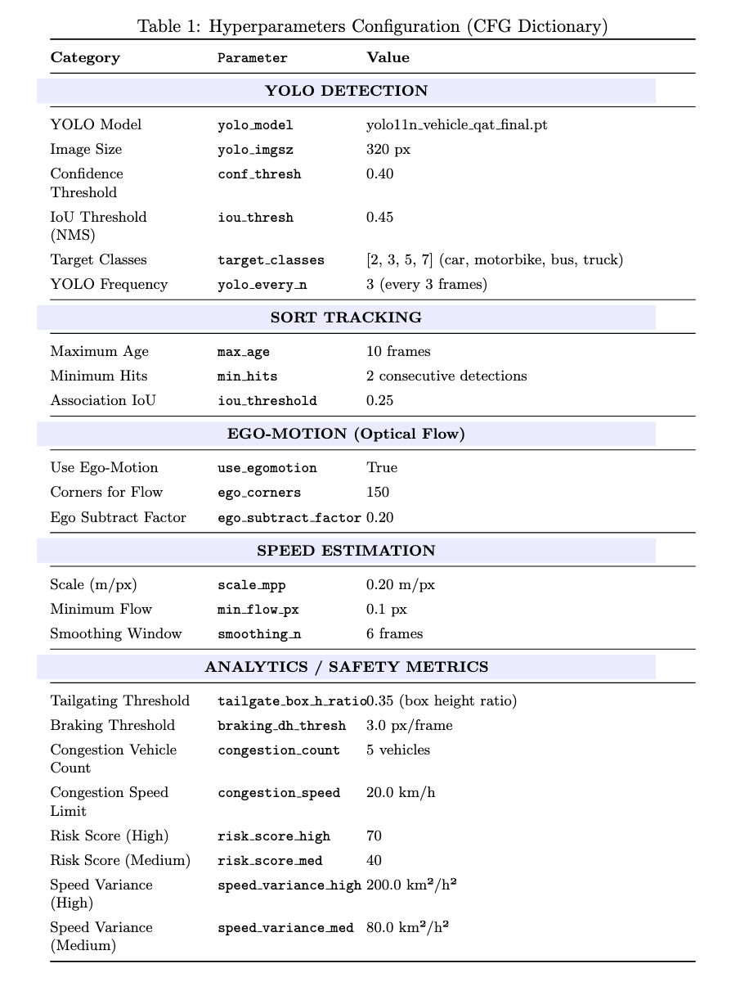 Table 1: Hyperparameters Configuration (CFG Dictionary)
Category Parameter Value
YOLO DETECTION
YOLO Model yolo_model yolo11n_vehicle_qat_final.pt
Image Size yolo_imgsz 320 px
Confidence conf_thresh 0.40
Threshold
IoU Threshold iou_thresh 0.45
(NMS)
Target Classes target_classes [2, 3, 5, 7] (car, motorbike, bus, truck)
YOLO Frequency yolo_every_n 3 (every 3 frames)
SORT TRACKING
Maximum Age max_age 10 frames
Minimum Hits min_hits 2 consecutive detections
Association IoU iou_threshold 0.25
EGO-MOTION (Optical Flow)
Use Ego-Motion use_egomotion True
Corners for Flow ego_corners 150
Ego Subtract Factor ego_subtract_factor 0.20
SPEED ESTIMATION
Scale (m/px) scale_mpp 0.20 m/px
Minimum Flow min_flow_px 0.1 px
Smoothing Window smoothing_n 6 frames
ANALYTICS / SAFETY METRICS
Tailgating Threshold tailgate_box_h_ratio 0.35 (box height ratio)
Braking Threshold braking_dh_thresh 3.0 px/frame
Congestion Vehicle congestion_count 5 vehicles
Count
Congestion Speed congestion_speed 20.0 km/h
Limit
Risk Score (High) risk_score_high 70
Risk Score (Medium) risk_score_med 40
Speed Variance speed_variance_high 200.0 km²/h²
(High)
Speed Variance speed_variance_med 80.0 km²/h²
(Medium)